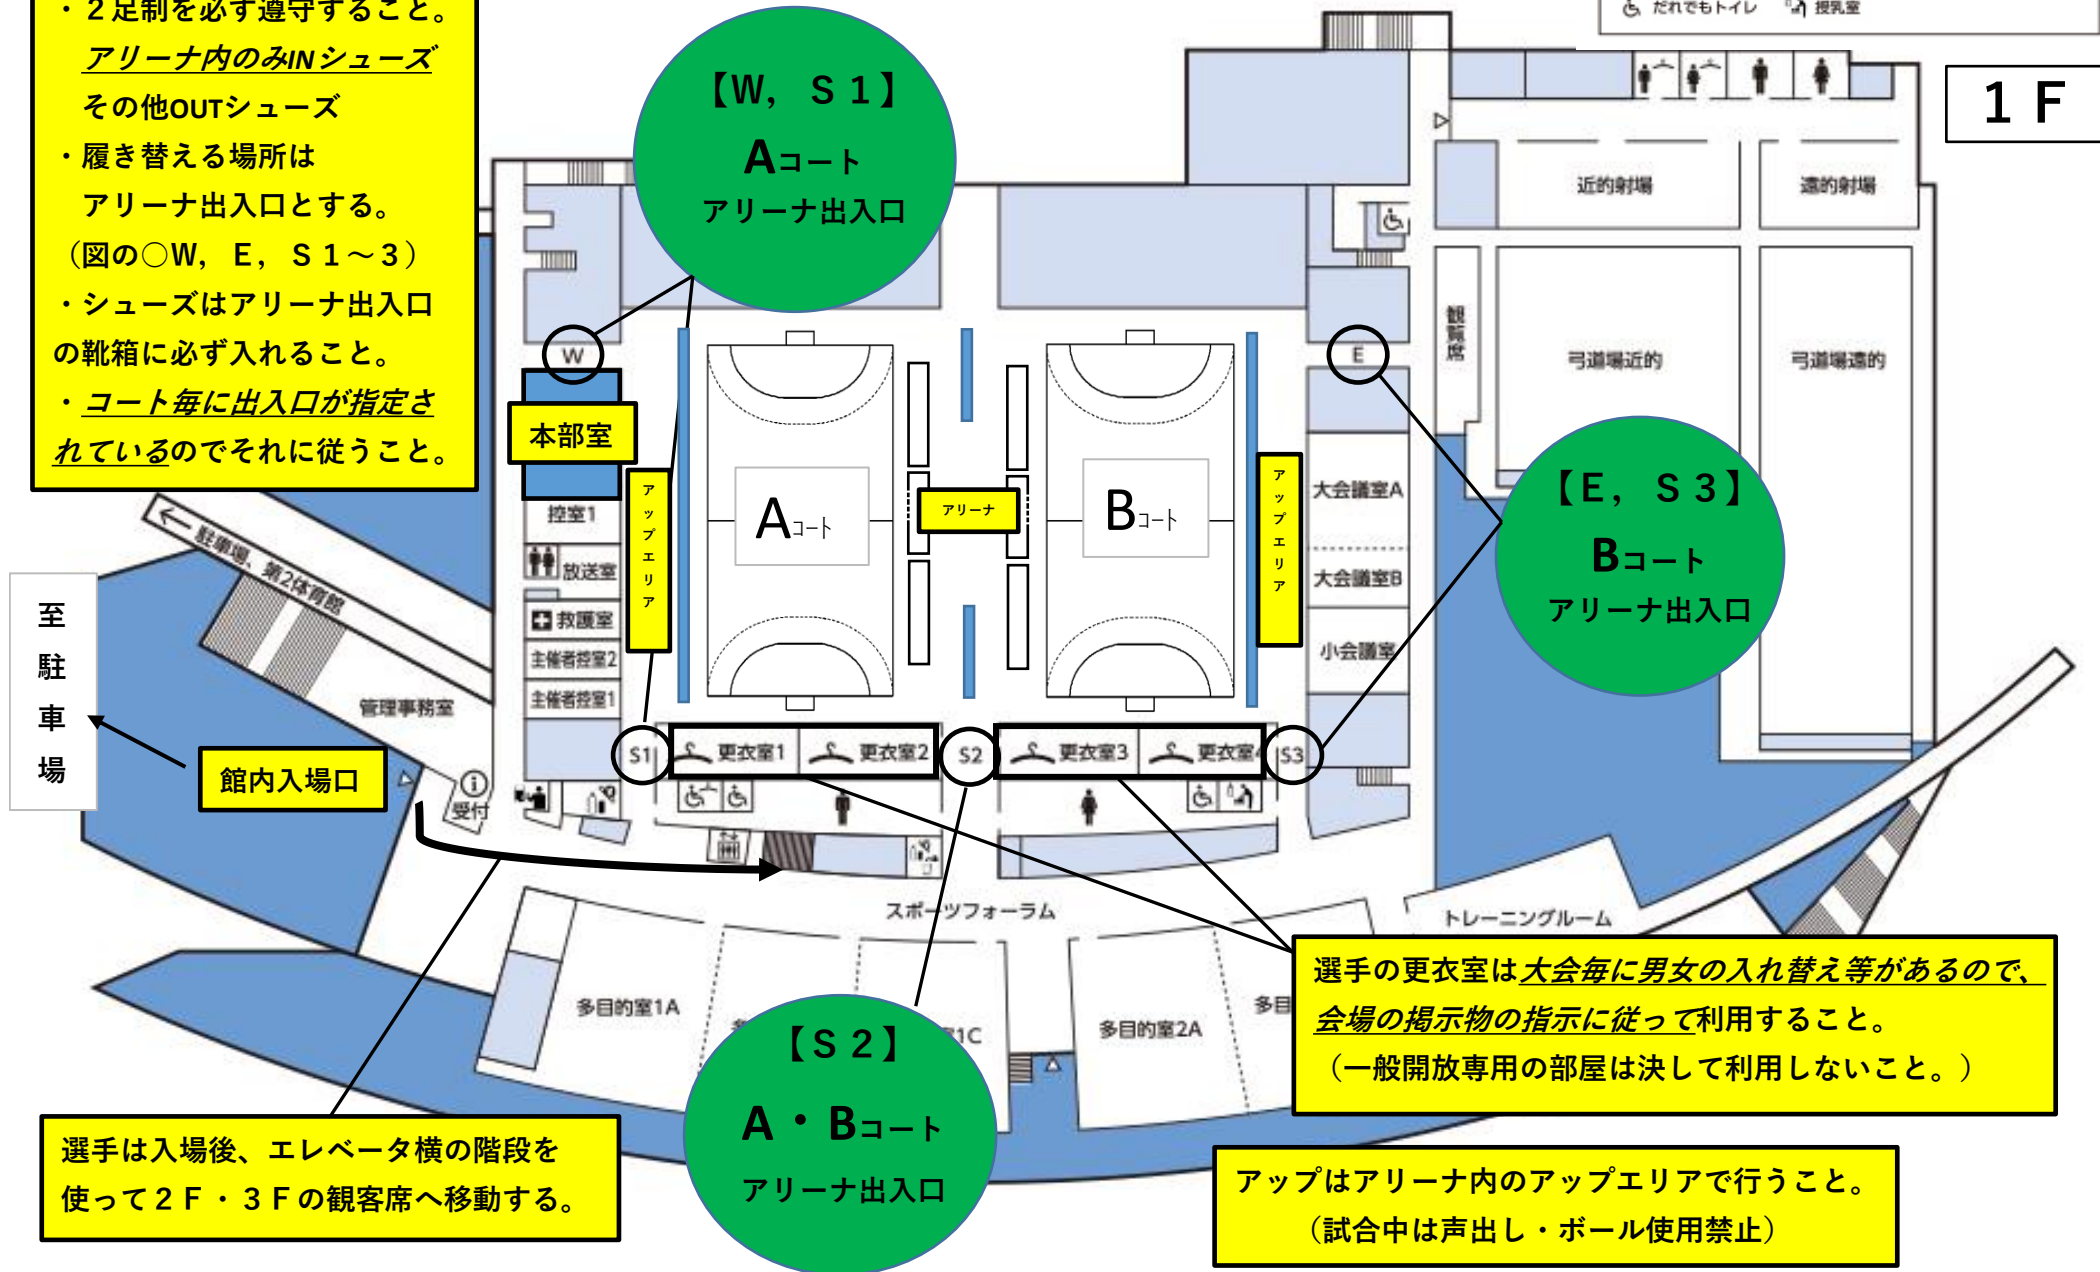 ・２足制を必ず遵守すること。
アリーナ内のみINシューズ
その他OUTシューズ
・履き替える場所は
アリーナ出入口とする。
（図の○W，E，S１～３）
・シューズはアリーナ出入口
の靴箱に必ず入れること。
・コート毎に出入口が指定さ
れているのでそれに従うこと。
だれでもトイレ 授乳室
１F
【W，S１】
Aコート
アリーナ出入口
近的射場
遠的射場
観覧席
弓道場近的
弓道場遠的
W
E
本部室
控室1
放送室
救護室
主催者控室2
主催者控室1
アップエリア
Aコート
アリーナ
Bコート
アップエリア
大会議室A
大会議室B
小会議室
【E，S３】
Bコート
アリーナ出入口
← 駐車場、第2体育館
至駐車場
管理事務室
館内入場口
受付
S1
更衣室1
更衣室2
S2
更衣室3
更衣室4
S3
スポーツフォーラム
トレーニングルーム
多目的室1A
1C
多目的室2A
多目
【S２】
A・Bコート
アリーナ出入口
選手の更衣室は大会毎に男女の入れ替え等があるので、
会場の掲示物の指示に従って利用すること。
（一般開放専用の部屋は決して利用しないこと。）
選手は入場後、エレベータ横の階段を
使って２F・３Fの観客席へ移動する。
アップはアリーナ内のアップエリアで行うこと。
（試合中は声出し・ボール使用禁止）